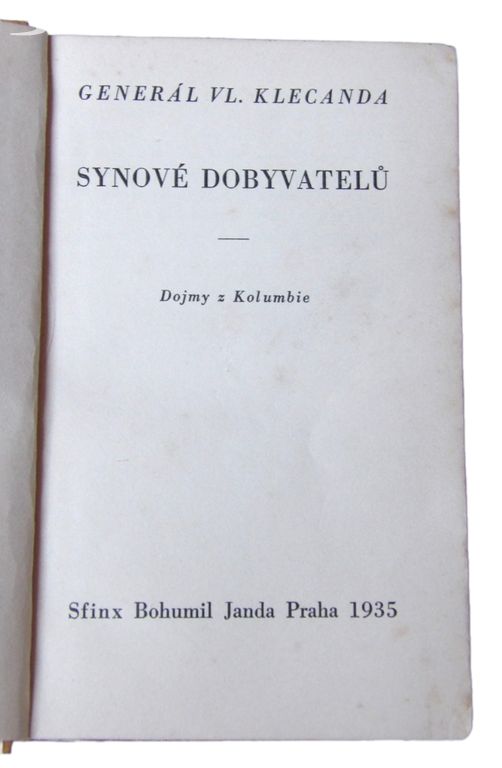 GENERÁL VL. KLECANDA
SYNOVÉ DOBYVATELŮ
Dojmy z Kolumbie
Sfinx Bohumil Janda Praha 1935